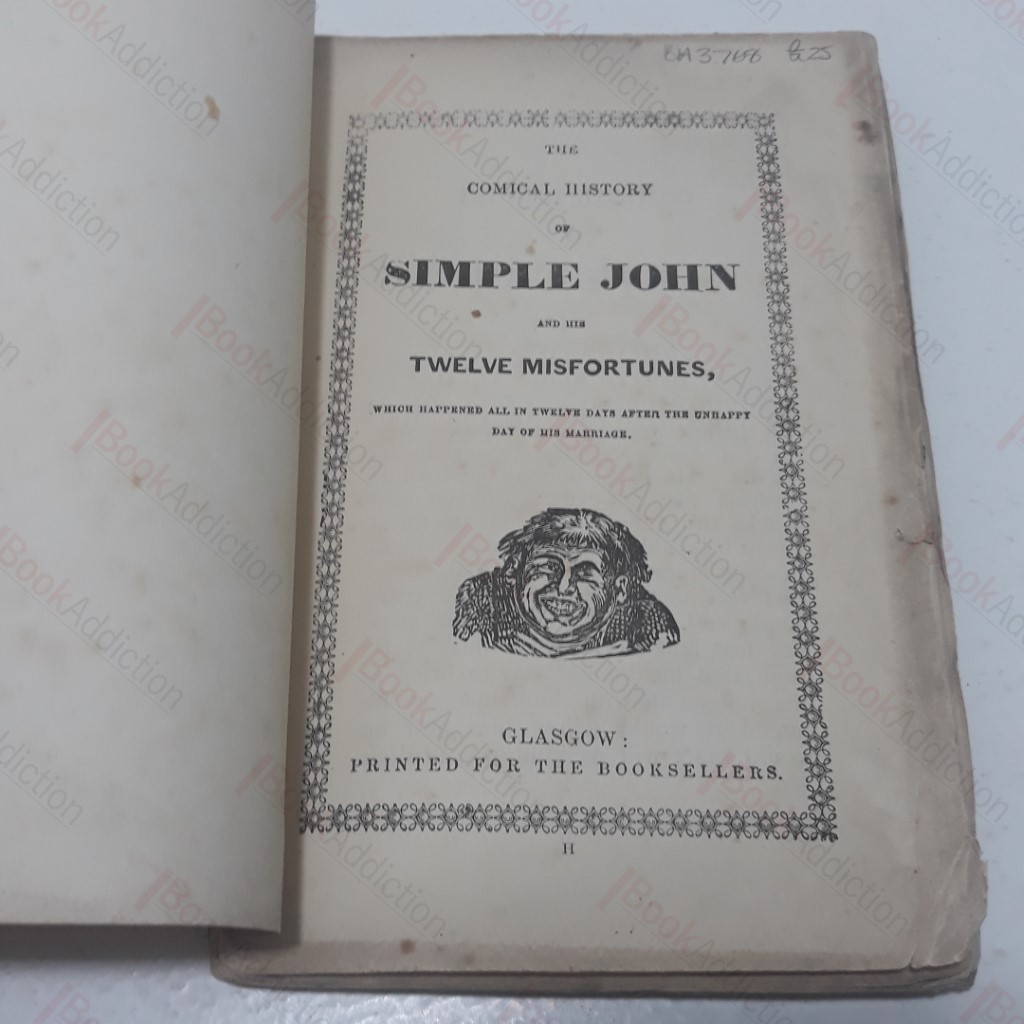 £25
THE
COMICAL HISTORY
OF
SIMPLE JOHN
AND HIS
TWELVE MISFORTUNES,
WHICH HAPPENED ALL IN TWELVE DAYS AFTER THE UNHAPPY
DAY OF HIS MARRIAGE.
GLASGOW:
PRINTED FOR THE BOOKSELLERS.
H
BookAddiction